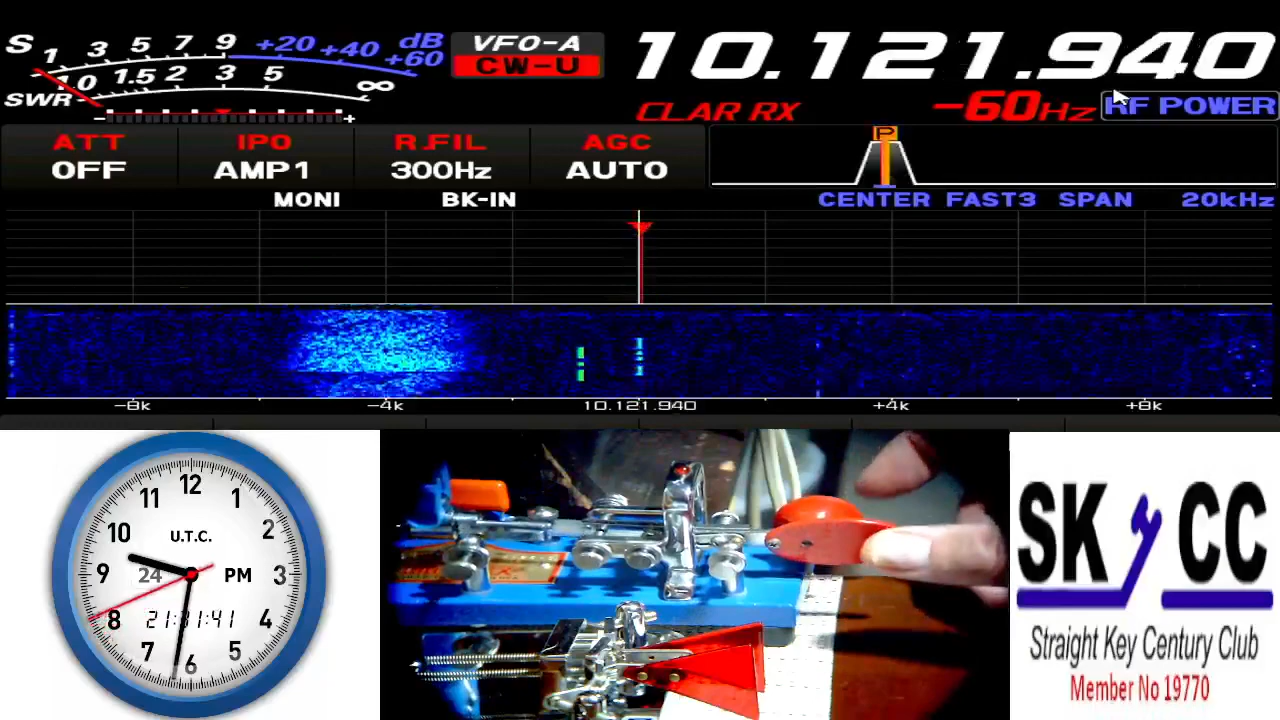 S 1 3 5 7 9 +20 +40 +60 dB
VFO-A
CW-U
10.121.940
1.0 1.5 2 3 5 ∞
SWR
- +
CLAR RX -60Hz RF POWER
ATT IPO R.FIL AGC
OFF AMP1 300Hz AUTO
P
MONI BK-IN CENTER FAST3 SPAN 20kHz
-8k -4k 10.121.940 +4k +8k
12
11 1
10 U.T.C. 2
9 24 PM 3
8 21:31:41 4
7 5
6
SK CC
Straight Key Century Club
Member No 19770